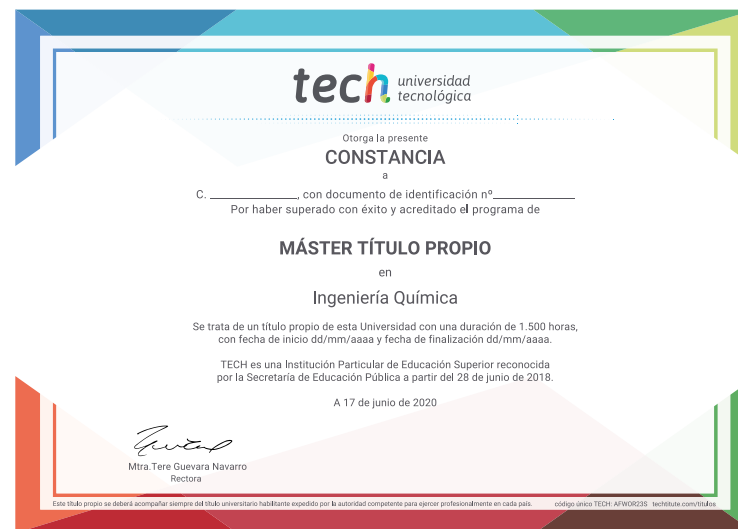 tech universidad
tecnológica
Otorga la presente
CONSTANCIA
a
C. ______________, con documento de identificación nº______________
Por haber superado con éxito y acreditado el programa de
MÁSTER TÍTULO PROPIO
en
Ingeniería Química
Se trata de un título propio de esta Universidad con una duración de 1.500 horas,
con fecha de inicio dd/mm/aaaa y fecha de finalización dd/mm/aaaa.
TECH es una Institución Particular de Educación Superior reconocida
por la Secretaría de Educación Pública a partir del 28 de junio de 2018.
A 17 de junio de 2020
Mtra.Tere Guevara Navarro
Rectora
Este título propio se deberá acompañar siempre del título universitario habilitante expedido por la autoridad competente para ejercer profesionalmente en cada país. código único TECH: AFWOR23S techtitute.com/títulos